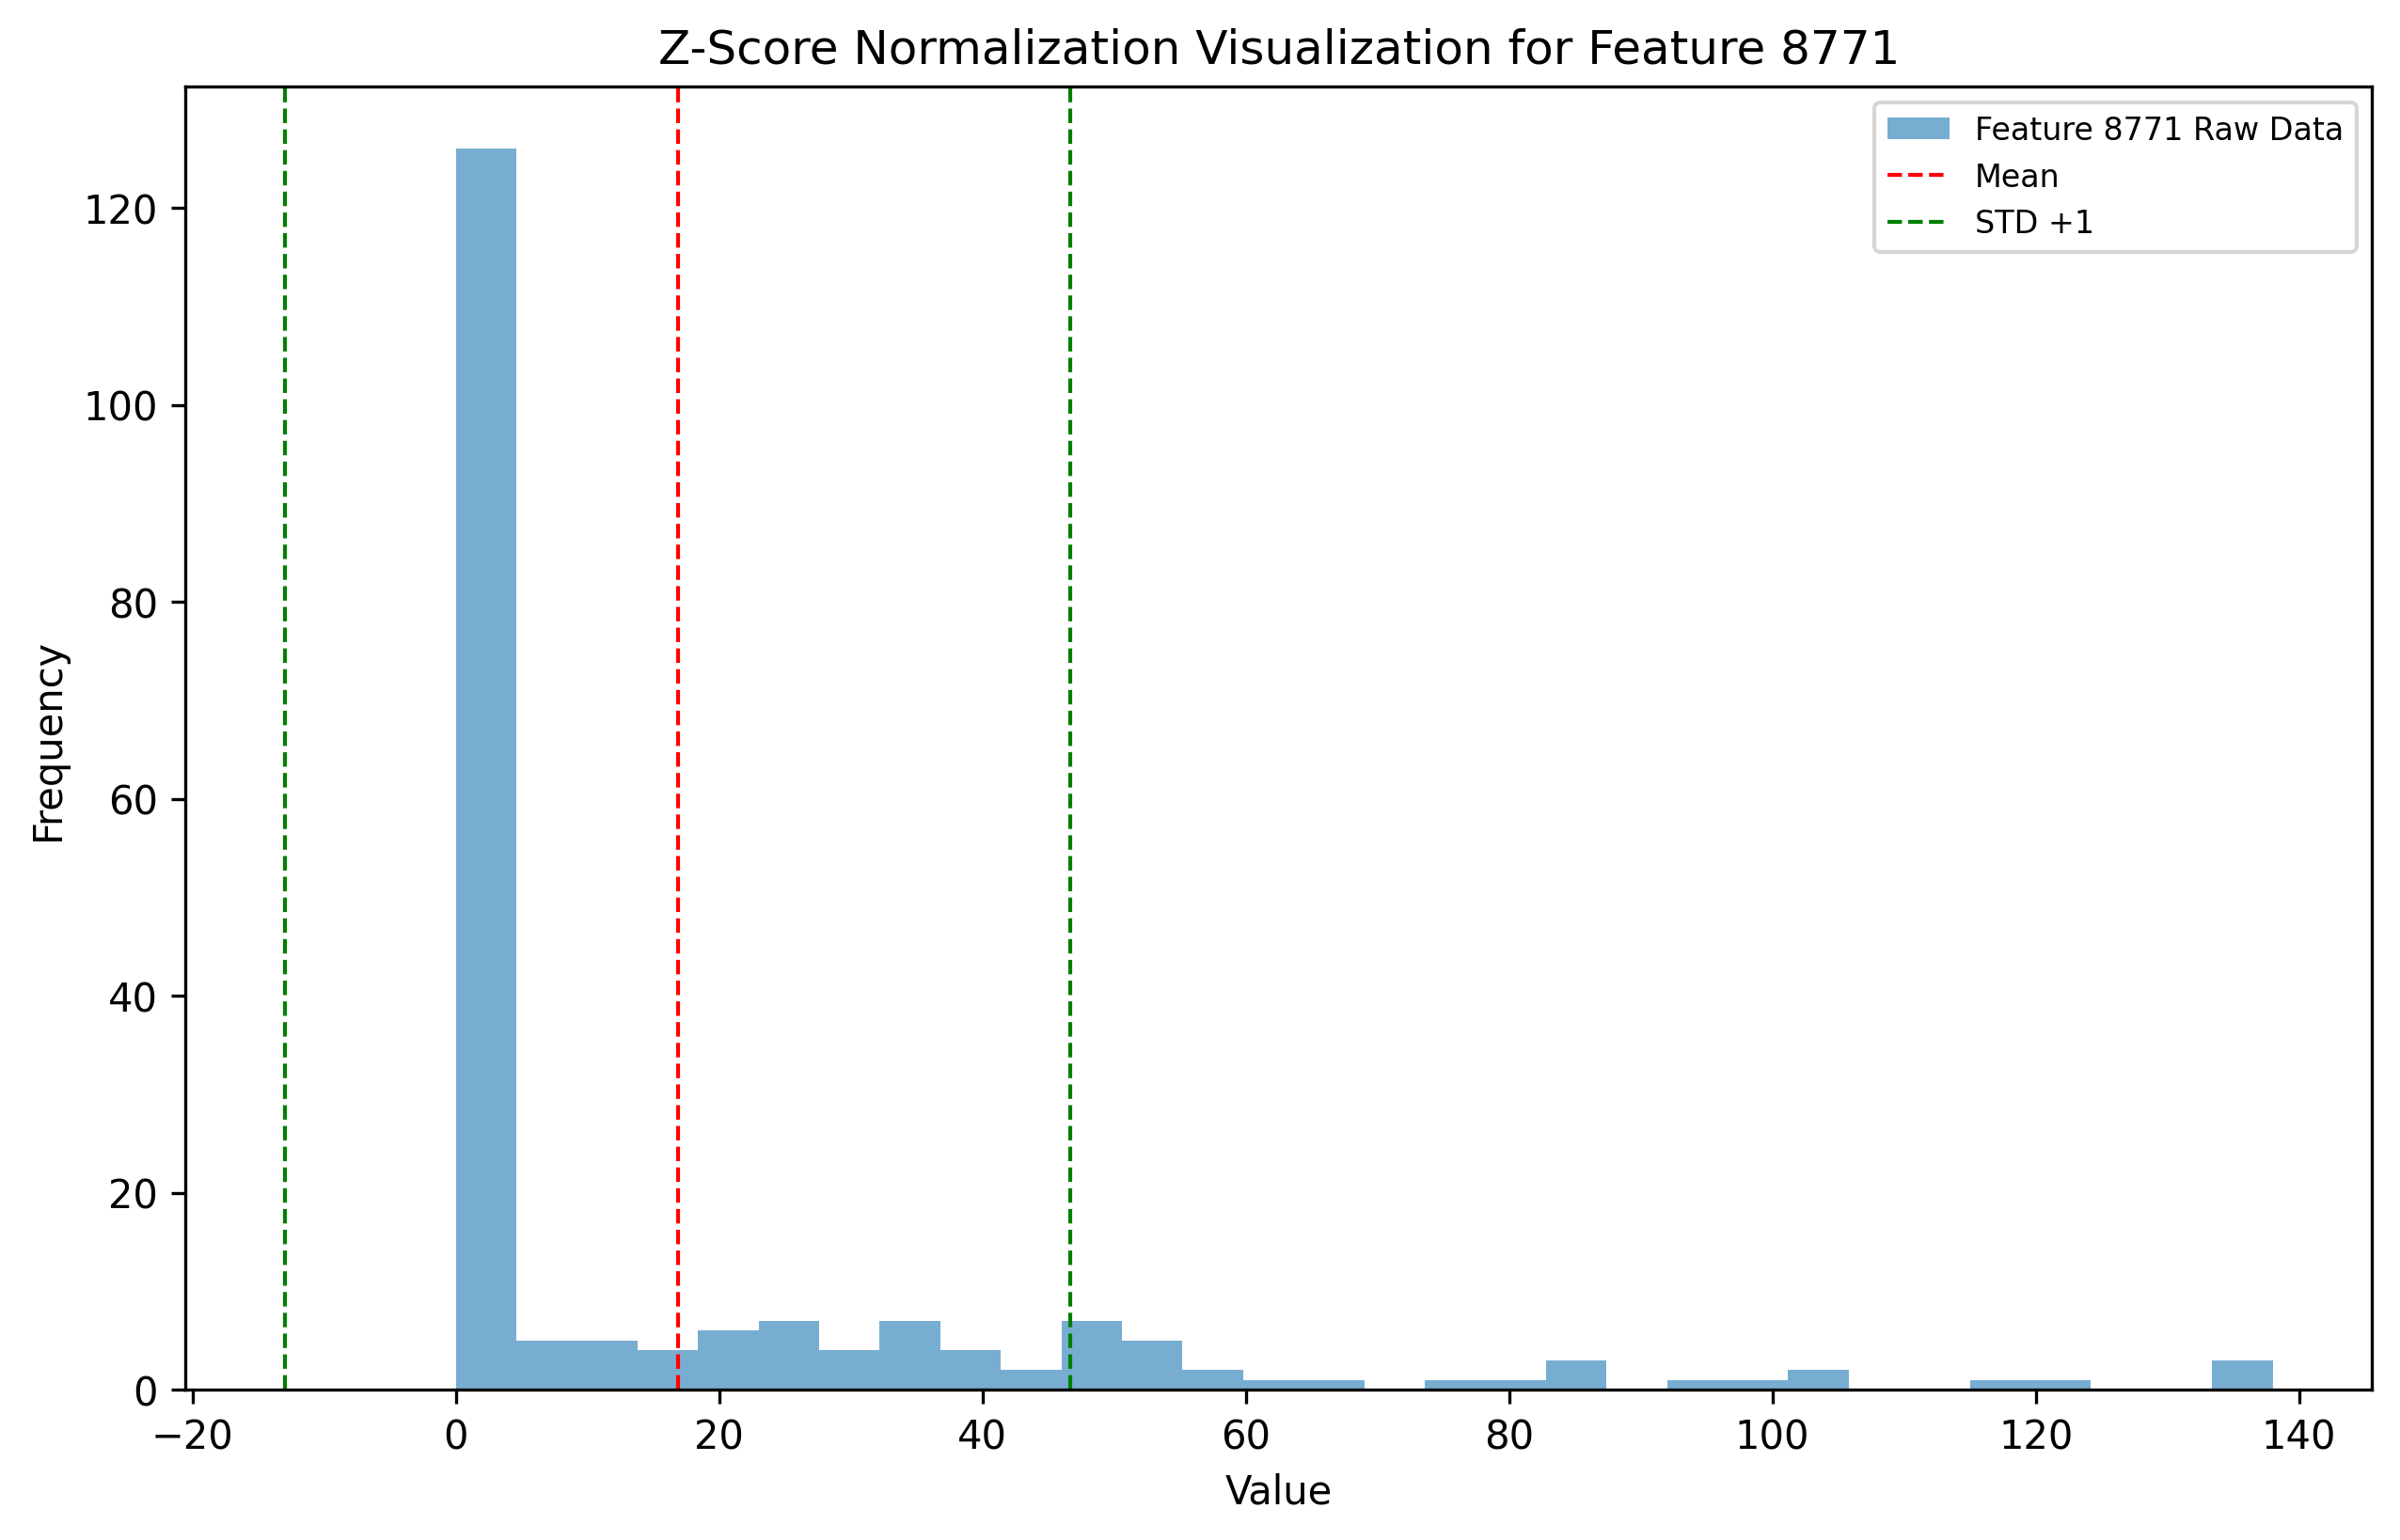 Z-Score Normalization Visualization for Feature 8771
Feature 8771 Raw Data
Mean
STD +1
120
100
80
60
40
20
0
Frequency
−20 0 20 40 60 80 100 120 140
Value